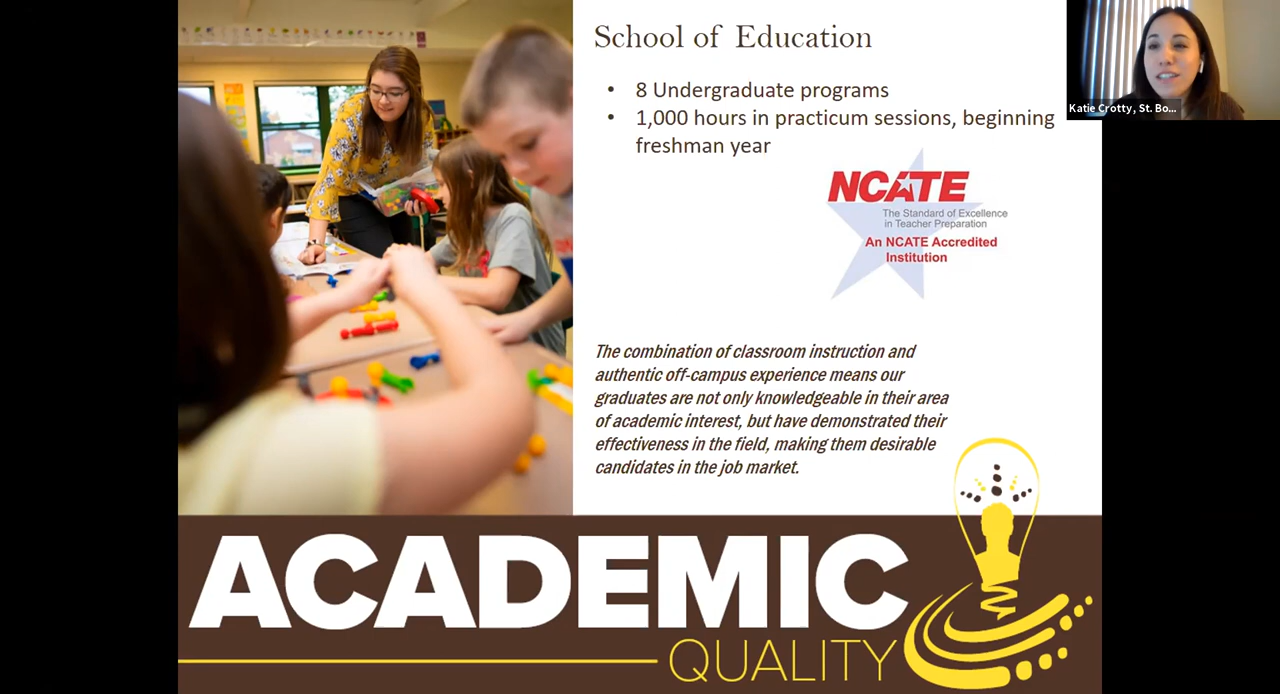 School of Education
• 8 Undergraduate programs
• 1,000 hours in practicum sessions, beginning
freshman year
Katie Crotty, St. Bo...
NCATE
The Standard of Excellence
in Teacher Preparation
An NCATE Accredited
Institution
The combination of classroom instruction and
authentic off-campus experience means our
graduates are not only knowledgeable in their area
of academic interest, but have demonstrated their
effectiveness in the field, making them desirable
candidates in the job market.
ACADEMIC
QUALITY